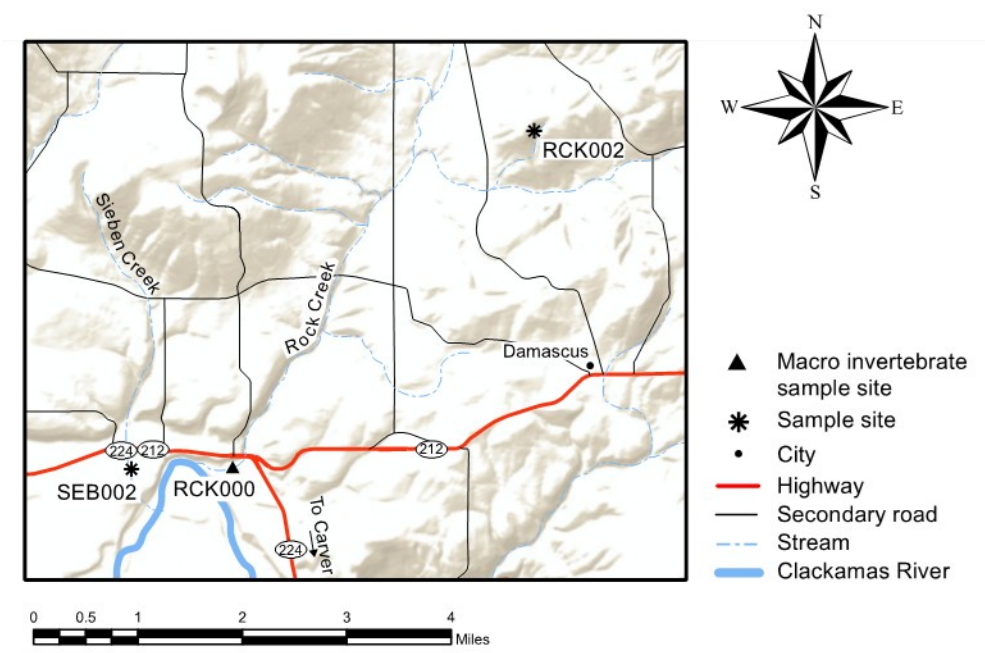 N
W
E
S
RCK002
Sieben Creek
Rock Creek
Damascus
224
212
212
SEB002
RCK000
To Carver
224
Macro invertebrate
sample site
Sample site
City
Highway
Secondary road
Stream
Clackamas River
0 0.5 1 2 3 4
Miles